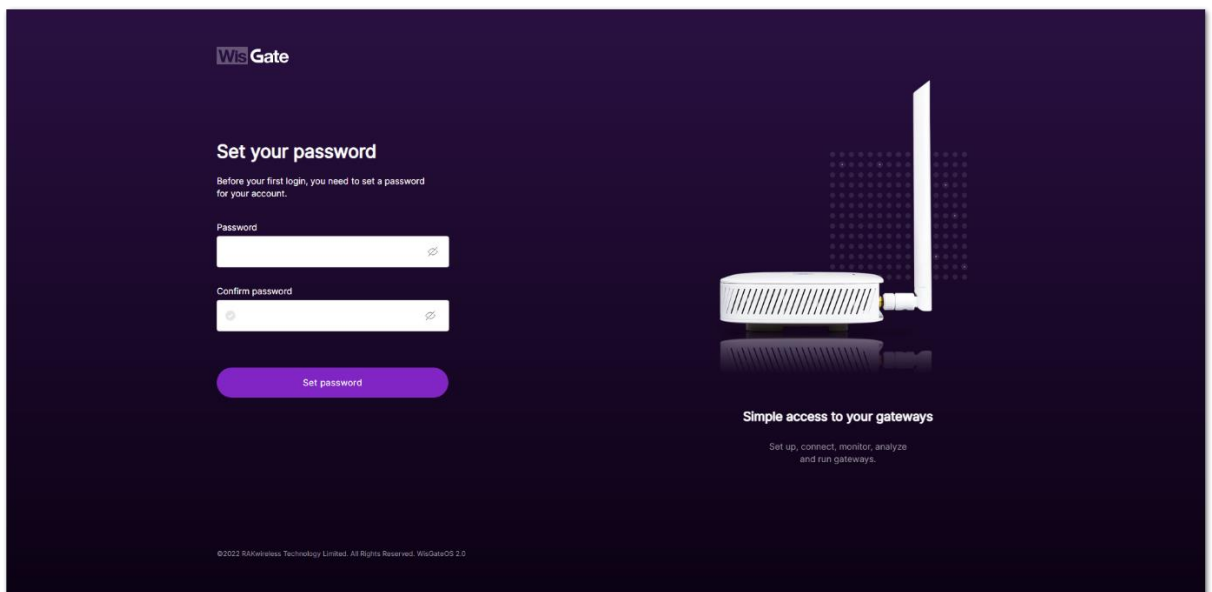 WisGate
Set your password
Before your first login, you need to set a password
for your account.
Password
Confirm password
Set password
Simple access to your gateways
Set up, connect, monitor, analyze
and run gateways.
©2022 RAKwireless Technology Limited. All Rights Reserved. WisGateOS 2.0